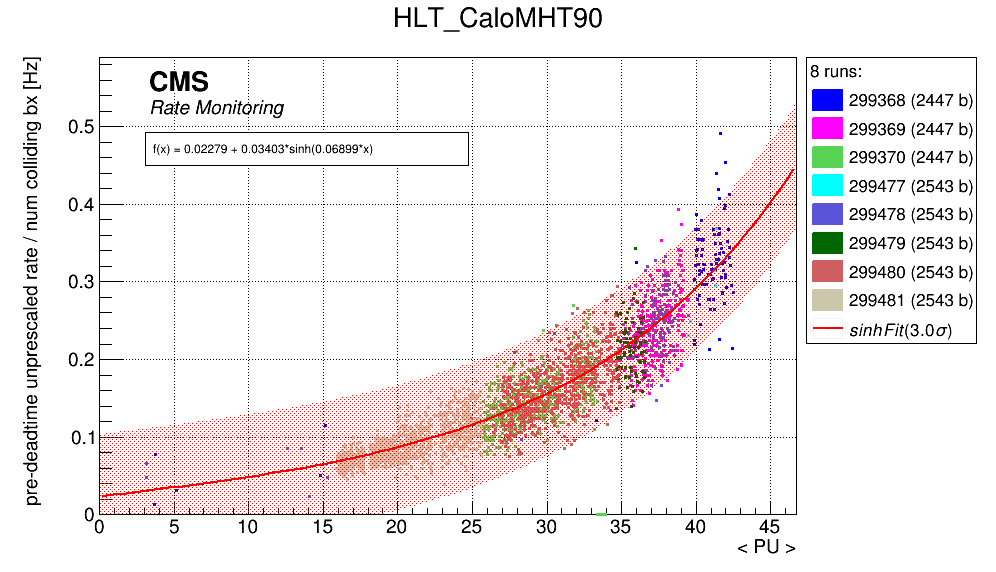 HLT_CaloMHT90
pre-deadtime unprescaled rate / num colliding bx [Hz]
CMS
Rate Monitoring
f(x) = 0.02279 + 0.03403*sinh(0.06899*x)
0.5
0.4
0.3
0.2
0.1
0
0 5 10 15 20 25 30 35 40 45
< PU >
8 runs:
299368 (2447 b)
299369 (2447 b)
299370 (2447 b)
299477 (2543 b)
299478 (2543 b)
299479 (2543 b)
299480 (2543 b)
299481 (2543 b)
sinhFit(3.0σ)